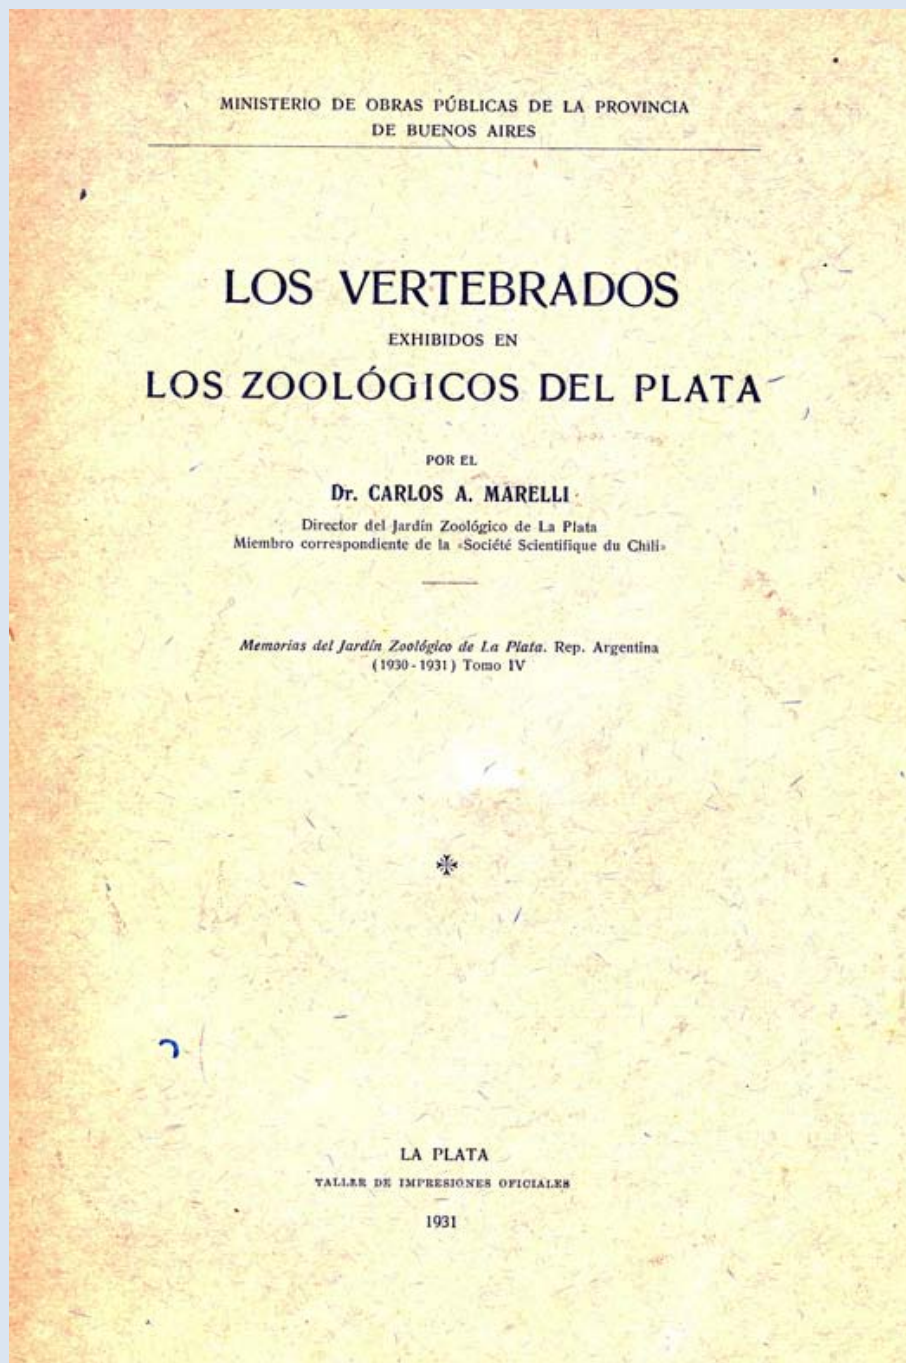 MINISTERIO DE OBRAS PÚBLICAS DE LA PROVINCIA
DE BUENOS AIRES
LOS VERTEBRADOS
EXHIBIDOS EN
LOS ZOOLÓGICOS DEL PLATA
POR EL
Dr. CARLOS A. MARELLI
Director del Jardín Zoológico de La Plata
Miembro correspondiente de la «Société Scientifique du Chili»
Memorias del Jardín Zoológico de La Plata. Rep. Argentina
(1930-1931) Tomo IV
LA PLATA
TALLER DE IMPRESIONES OFICIALES
1931